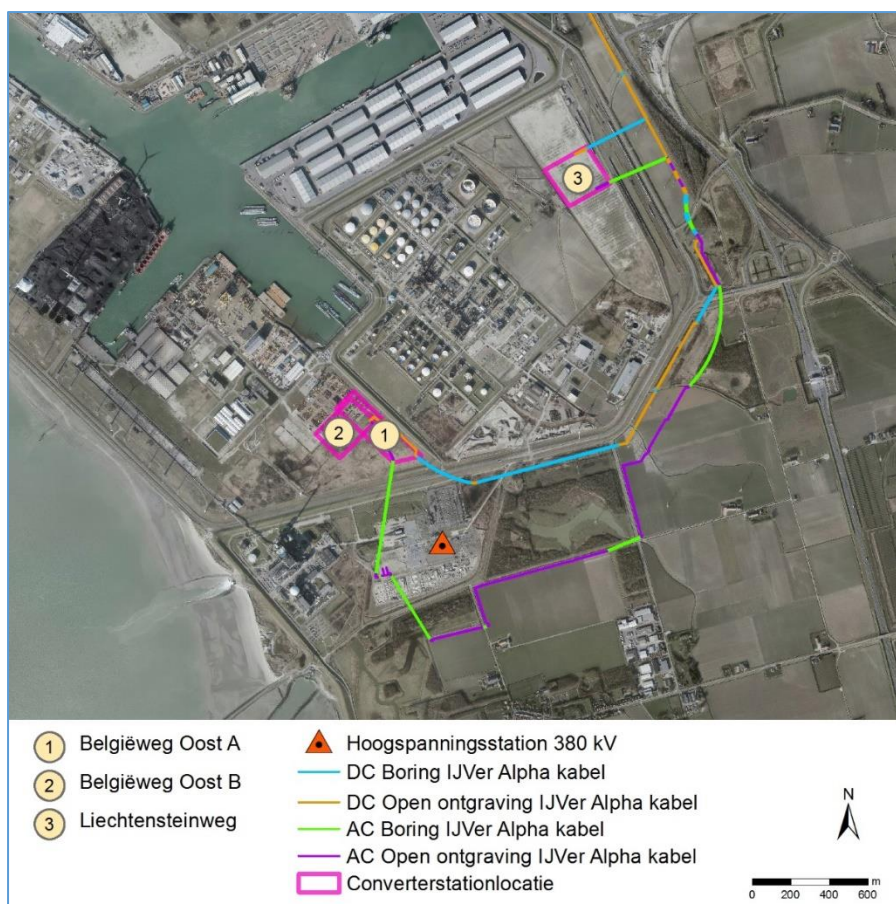 3
2
1
1 Belgiëweg Oost A
2 Belgiëweg Oost B
3 Liechtensteinweg
Hoogspanningsstation 380 kV
DC Boring IJVer Alpha kabel
DC Open ontgraving IJVer Alpha kabel
AC Boring IJVer Alpha kabel
AC Open ontgraving IJVer Alpha kabel
Converterstationlocatie
N
m
0 200 400 600